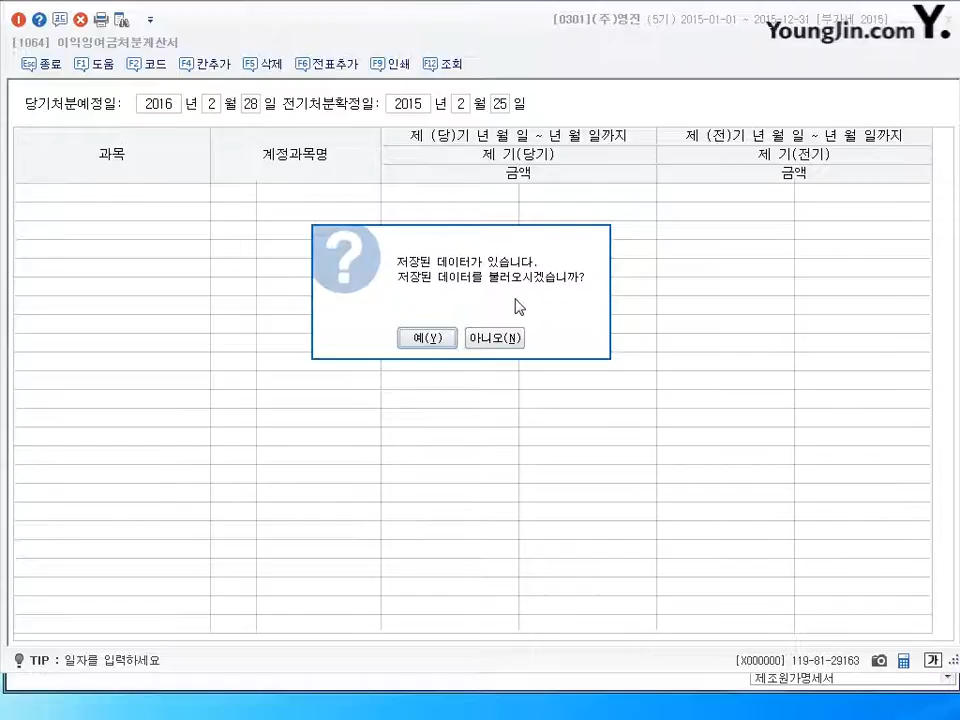 [0301](주)영진 (5기) 2015-01-01 ~ 2015-12-31 [부가세 2015]
YoungJin.com Y.
[1064] 이익잉여금처분계산서
Esc 종료 F1 도움 F2 코드 F4 칸추가 F5 삭제 F6 전표추가 F9 인쇄 F12 조회
당기처분예정일: 2016 년 2 월 28 일 전기처분확정일: 2015 년 2 월 25 일
과목 계정과목명 제 (당)기 년 월 일 ~ 년 월 일까지 제 (전)기 년 월 일 ~ 년 월 일까지
제 기(당기) 제 기(전기)
금액 금액
저장된 데이터가 있습니다.
저장된 데이터를 불러오시겠습니까?
예(Y) 아니오(N)
TIP : 일자를 입력하세요 [X000000] 119-81-29163 가
제조원가명세서